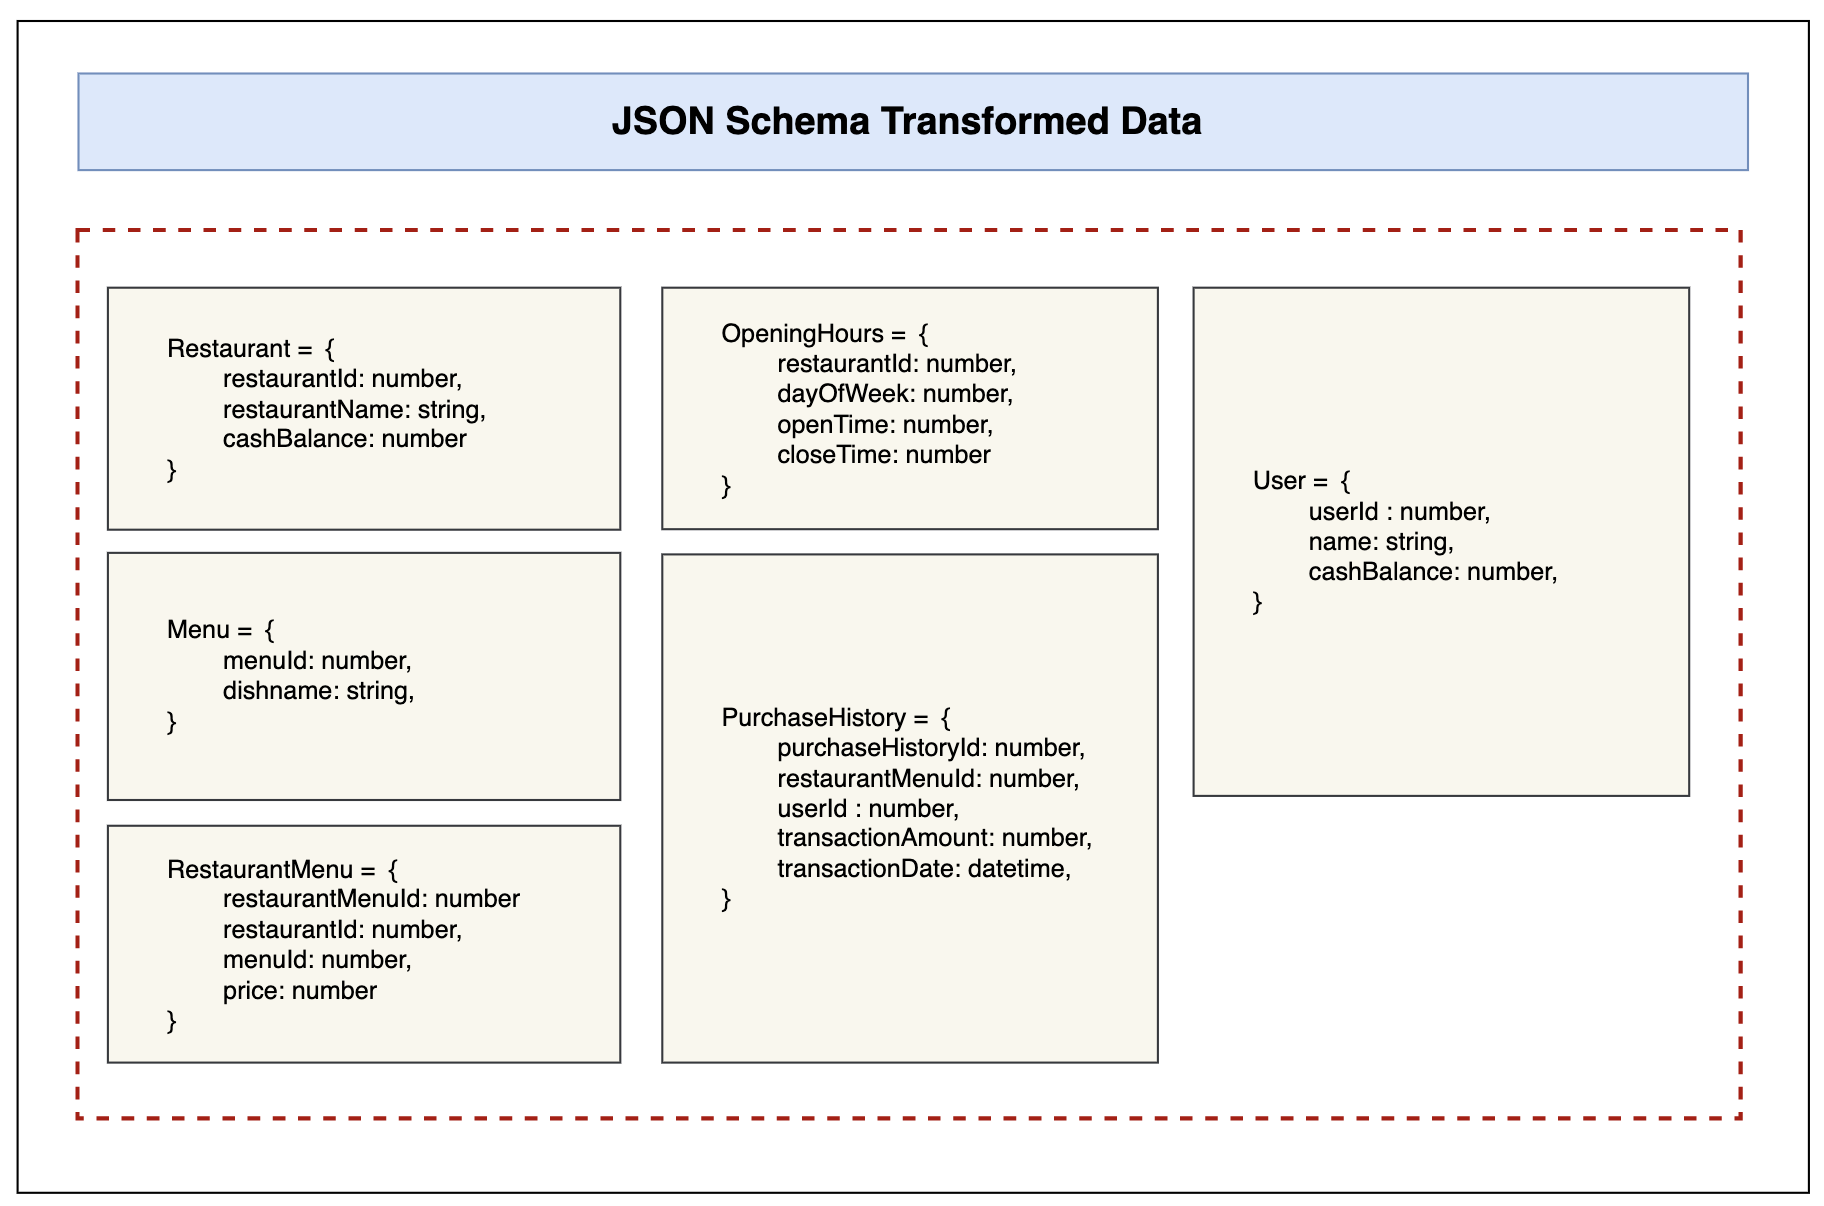 JSON Schema Transformed Data
Restaurant = {
restaurantId: number,
restaurantName: string,
cashBalance: number
}
Menu = {
menuId: number,
dishname: string,
}
RestaurantMenu = {
restaurantMenuId: number
restaurantId: number,
menuId: number,
price: number
}
OpeningHours = {
restaurantId: number,
dayOfWeek: number,
openTime: number,
closeTime: number
}
PurchaseHistory = {
purchaseHistoryId: number,
restaurantMenuId: number,
userId : number,
transactionAmount: number,
transactionDate: datetime,
}
User = {
userId : number,
name: string,
cashBalance: number,
}